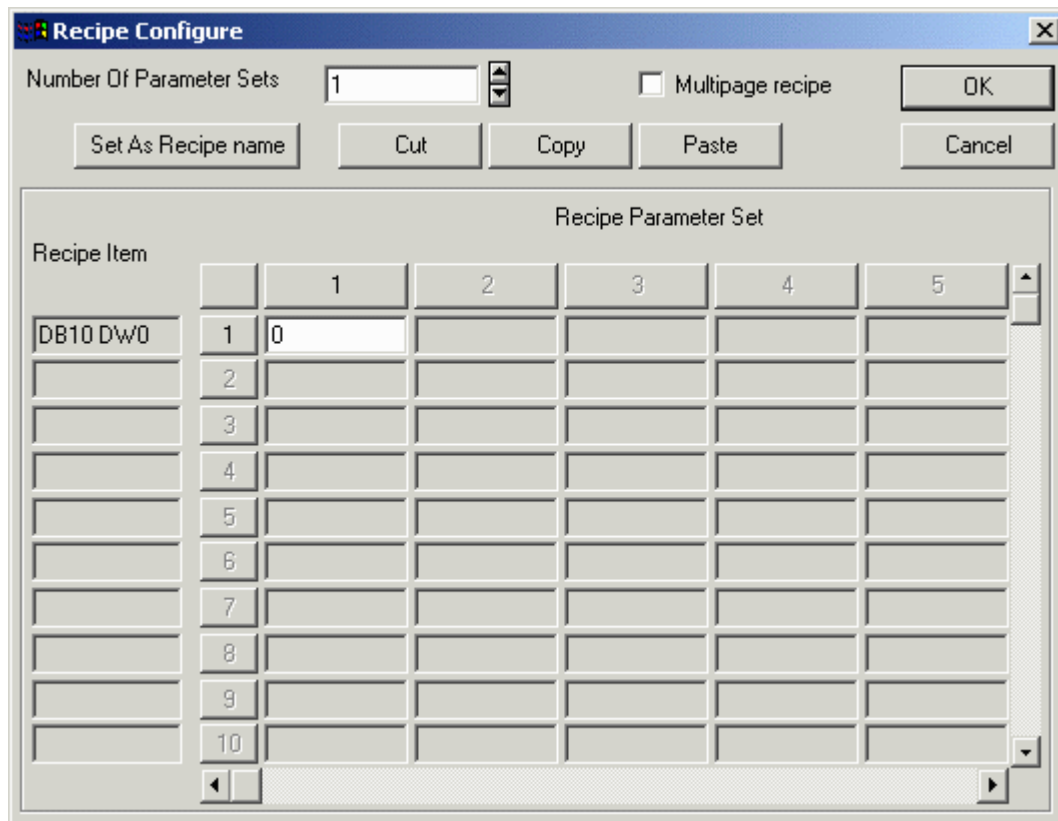 Recipe Configure
Number Of Parameter Sets 1 Multipage recipe OK
Set As Recipe name Cut Copy Paste Cancel
Recipe Parameter Set
Recipe Item
1 2 3 4 5
DB10 DW0 1 0
2
3
4
5
6
7
8
9
10